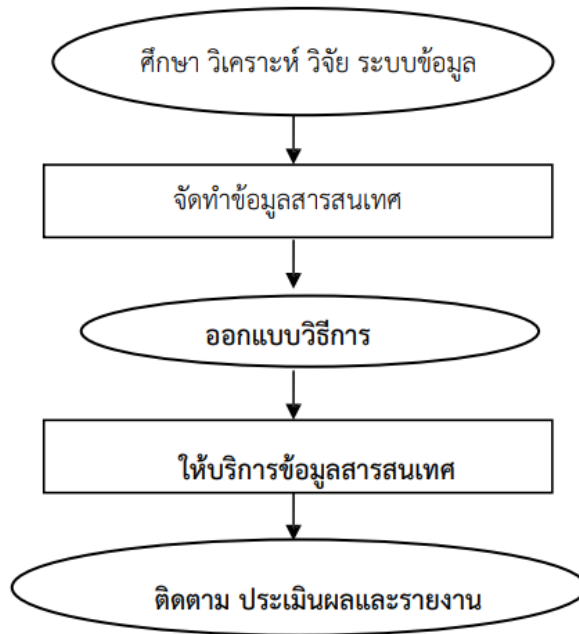 ศึกษา วิเคราะห์ วิจัย ระบบข้อมูล
จัดทำข้อมูลสารสนเทศ
ออกแบบวิธีการ
ให้บริการข้อมูลสารสนเทศ
ติดตาม ประเมินผลและรายงาน